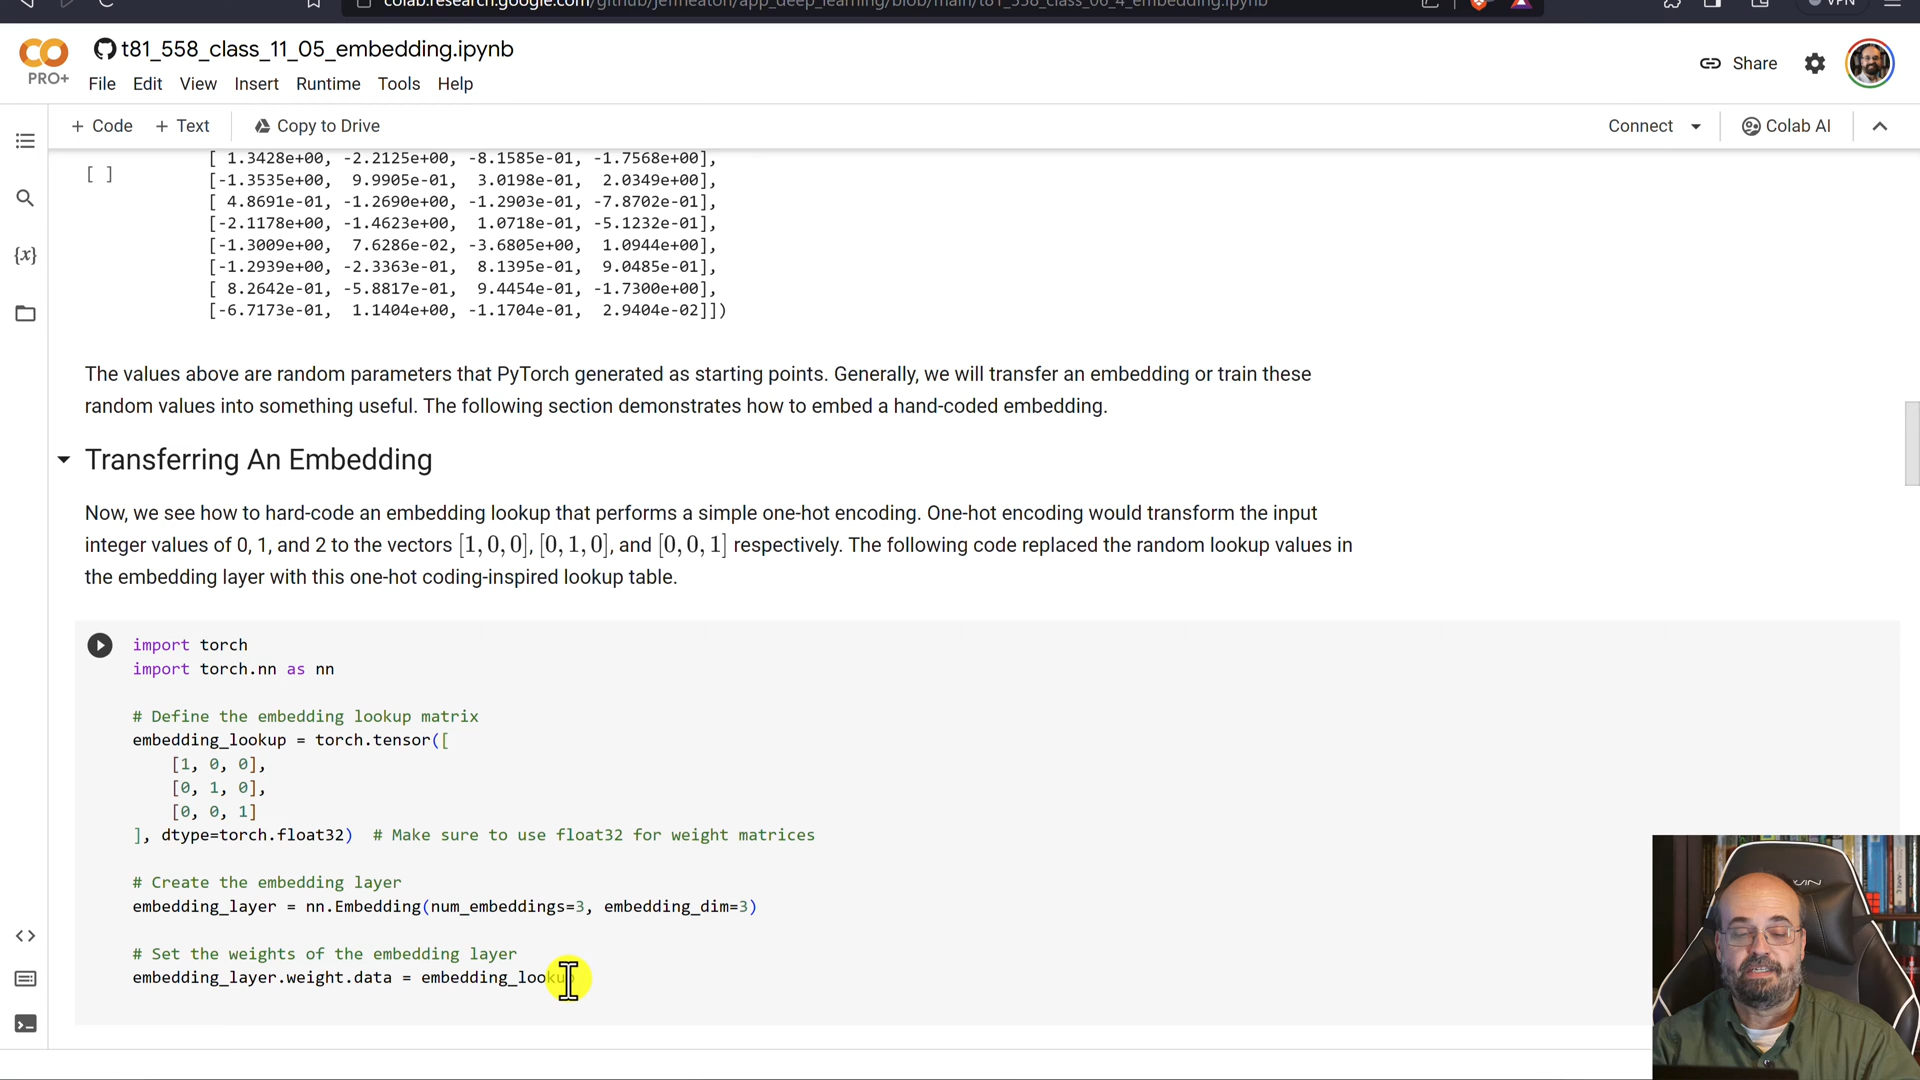 colab.research.google.com/github/jeffheaton/app_deep_learning/blob/main/t81_558_class_06_4_embedding.ipynb
VPN
t81_558_class_11_05_embedding.ipynb
PRO+
File Edit View Insert Runtime Tools Help
Share
+ Code + Text Copy to Drive
Connect
Colab AI
[ 1.3428e+00, -2.2125e+00, -8.1585e-01, -1.7568e+00],
[ ]
[-1.3535e+00, 9.9905e-01, 3.0198e-01, 2.0349e+00],
[ 4.8691e-01, -1.2690e+00, -1.2903e-01, -7.8702e-01],
{x}
[-2.1178e+00, -1.4623e+00, 1.0718e-01, -5.1232e-01],
[-1.3009e+00, 7.6286e-02, -3.6805e+00, 1.0944e+00],
[-1.2939e+00, -2.3363e-01, 8.1395e-01, 9.0485e-01],
[ 8.2642e-01, -5.8817e-01, 9.4454e-01, -1.7300e+00],
[-6.7173e-01, 1.1404e+00, -1.1704e-01, 2.9404e-02]])
The values above are random parameters that PyTorch generated as starting points. Generally, we will transfer an embedding or train these
random values into something useful. The following section demonstrates how to embed a hand-coded embedding.
Transferring An Embedding
Now, we see how to hard-code an embedding lookup that performs a simple one-hot encoding. One-hot encoding would transform the input
integer values of 0, 1, and 2 to the vectors [1, 0, 0], [0, 1, 0], and [0, 0, 1] respectively. The following code replaced the random lookup values in
the embedding layer with this one-hot coding-inspired lookup table.
import torch
import torch.nn as nn
# Define the embedding lookup matrix
embedding_lookup = torch.tensor([
[1, 0, 0],
[0, 1, 0],
[0, 0, 1]
], dtype=torch.float32) # Make sure to use float32 for weight matrices
# Create the embedding layer
embedding_layer = nn.Embedding(num_embeddings=3, embedding_dim=3)
# Set the weights of the embedding layer
embedding_layer.weight.data = embedding_lookup